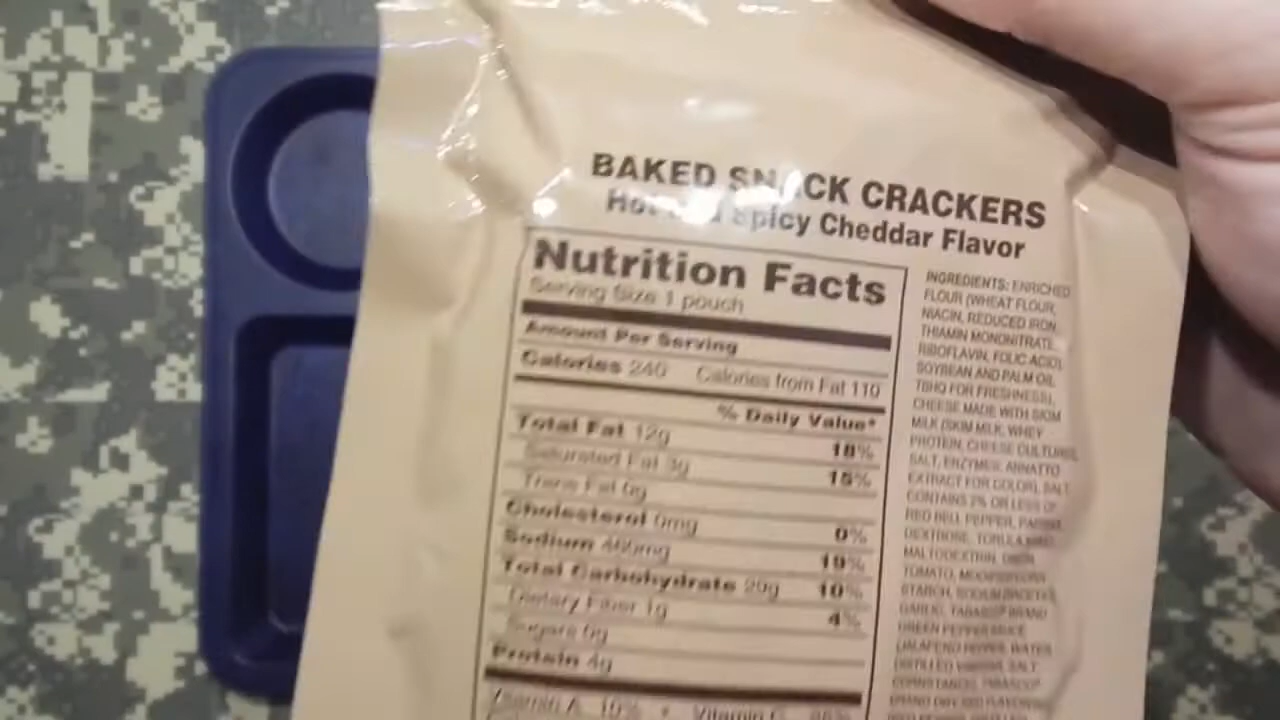 BAKED SNACK CRACKERS
Hot and Spicy Cheddar Flavor
Nutrition Facts
Serving Size 1 pouch
Amount Per Serving
Calories 240 Calories from Fat 110
% Daily Value*
Total Fat 12g 18%
Saturated Fat 3g 15%
Trans Fat 0g
Cholesterol 0mg 0%
Sodium 460mg 19%
Total Carbohydrate 29g 10%
Dietary Fiber 1g 4%
Sugars 0g
Protein 4g
Vitamin A 10% • Vitamin C
INGREDIENTS: ENRICHED
FLOUR (WHEAT FLOUR,
NIACIN, REDUCED IRON,
THIAMIN MONONITRATE,
RIBOFLAVIN, FOLIC ACID),
SOYBEAN AND PALM OIL
TBHQ FOR FRESHNESS),
CHEESE MADE WITH SKIM
MILK (SKIM MILK, WHEY
PROTEIN, CHEESE CULTURES,
SALT, ENZYMES, ANNATTO
EXTRACT FOR COLOR), SALT,
CONTAINS 2% OR LESS OF
RED BELL PEPPER, PAPRIKA,
DEXTROSE, TORULA YEAST,
MALTODEXTRIN, ONION,
TOMATO,
STARCH, SODIUM
GARLIC, TABASCO BRAND
GREEN PEPPER SAUCE
(JALAPENO PEPPER, WATER,
DISTILLED VINEGAR, SALT,
CORNSTARCH, TABASCO
BRAND DRY RED FLAVORING